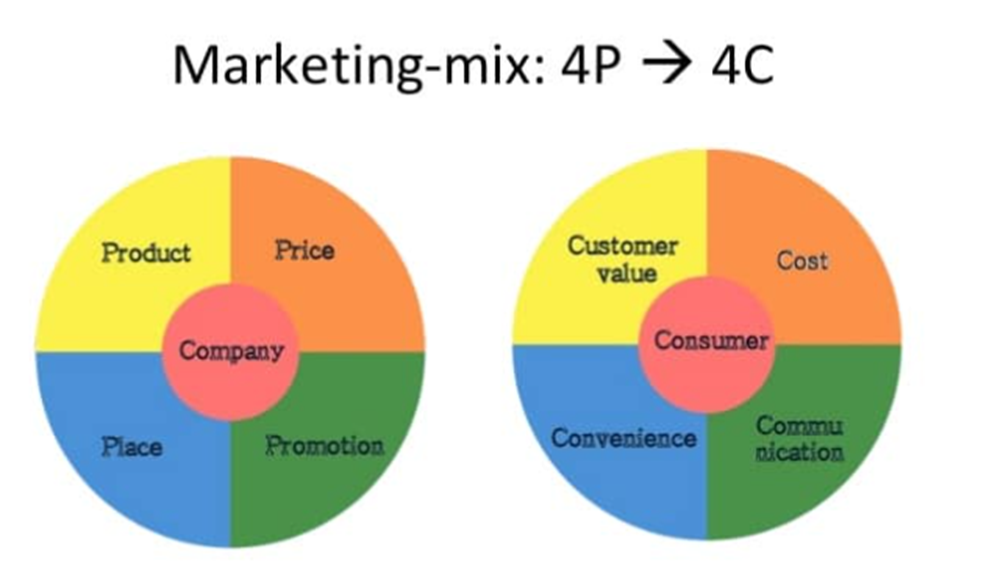 Marketing-mix: 4P → 4C
Product
Price
Company
Place
Promotion
Customer
value
Cost
Consumer
Convenience
Commu
nication